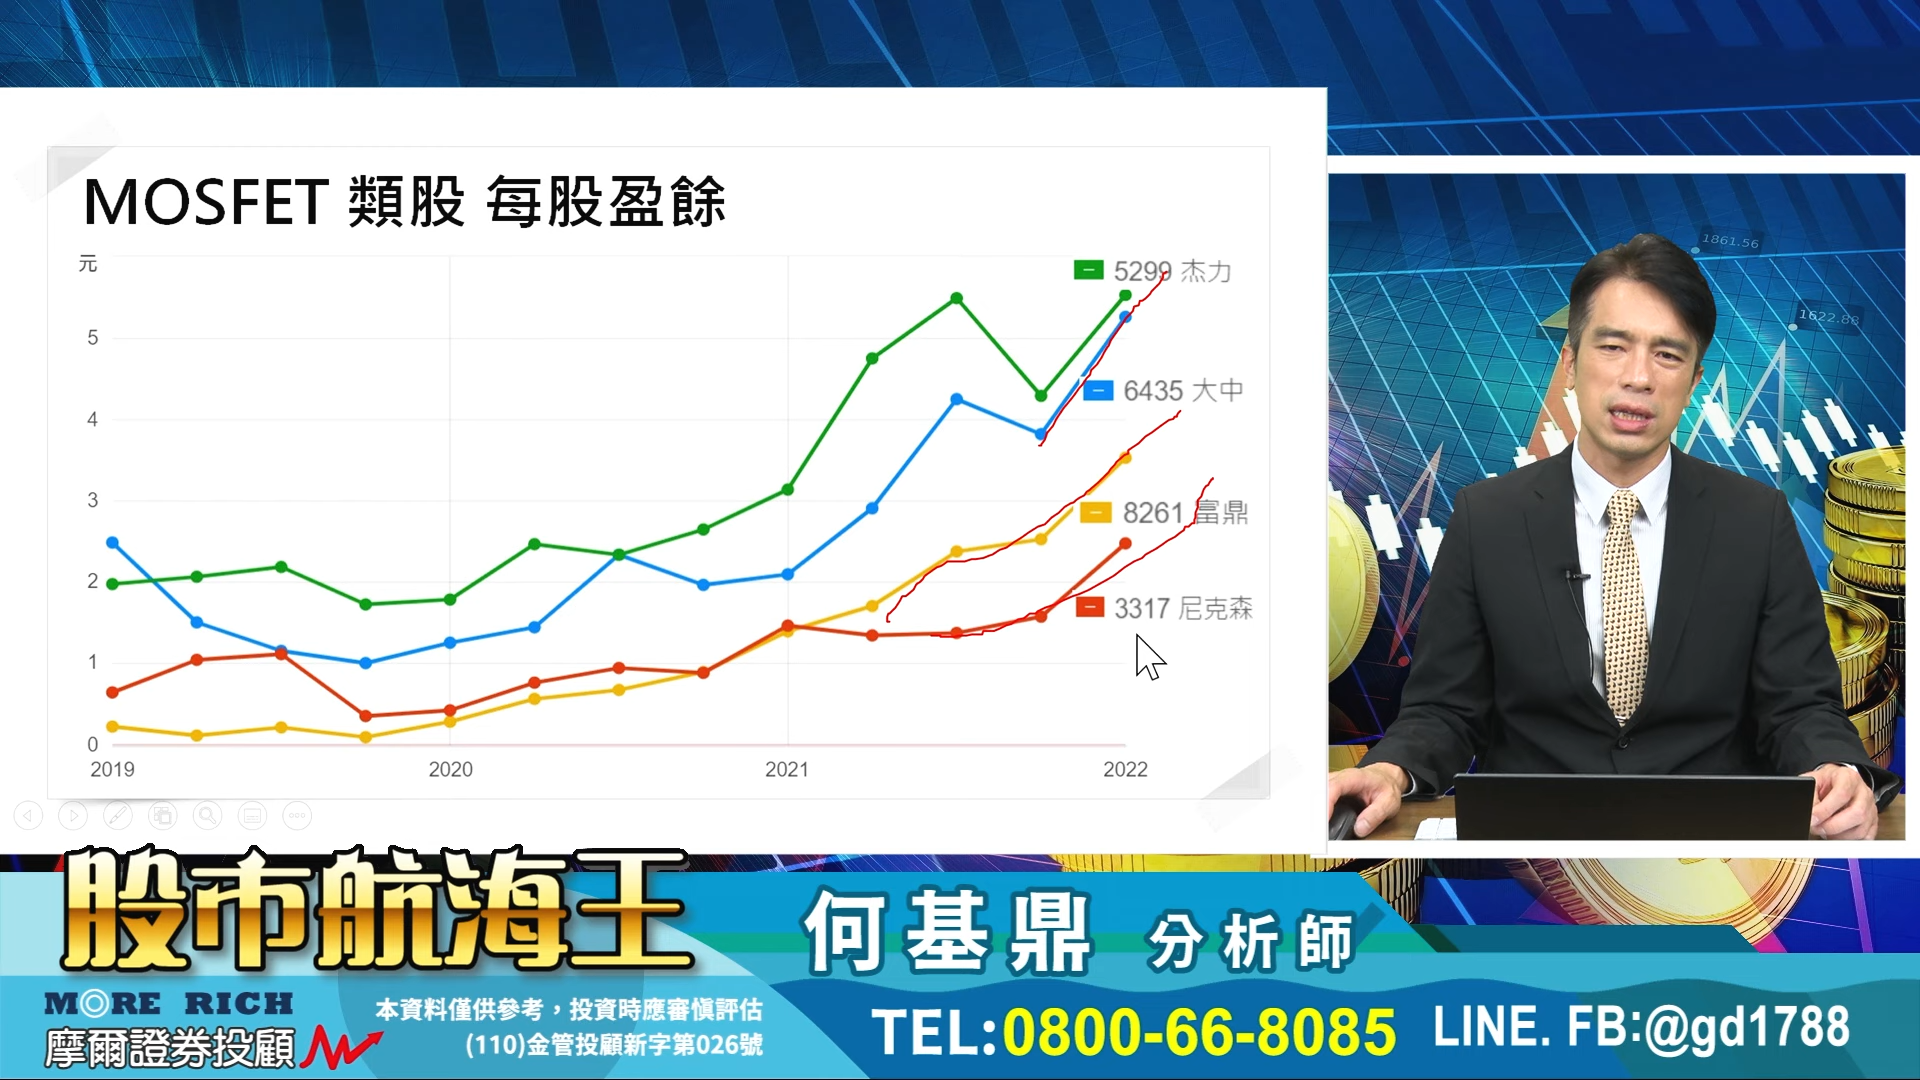 MOSFET 類股 每股盈餘
元
5
4
3
2
1
0
2019
2020
2021
2022
5299 杰力
6435 大中
8261 富鼎
3317 尼克森
1861.56
1622.88
股市航海王
MORE RICH
摩爾證券投顧
本資料僅供參考，投資時應審慎評估
(110)金管投顧新字第026號
何基鼎 分析師
TEL:0800-66-8085
LINE. FB:@gd1788